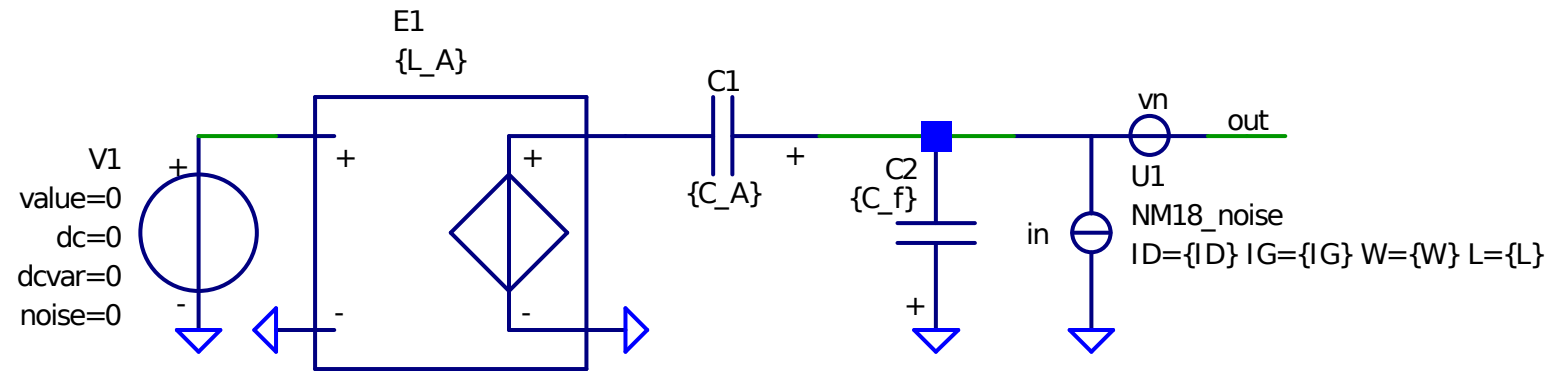 E1
{L_A}
V1
value=0
dc=0
dcvar=0
noise=0
+
-
+
-
+
-
C1
+
{C_A}
C2
{C_f}
+
vn
out
U1
in
NM18_noise
ID={ID} IG={IG} W={W} L={L}